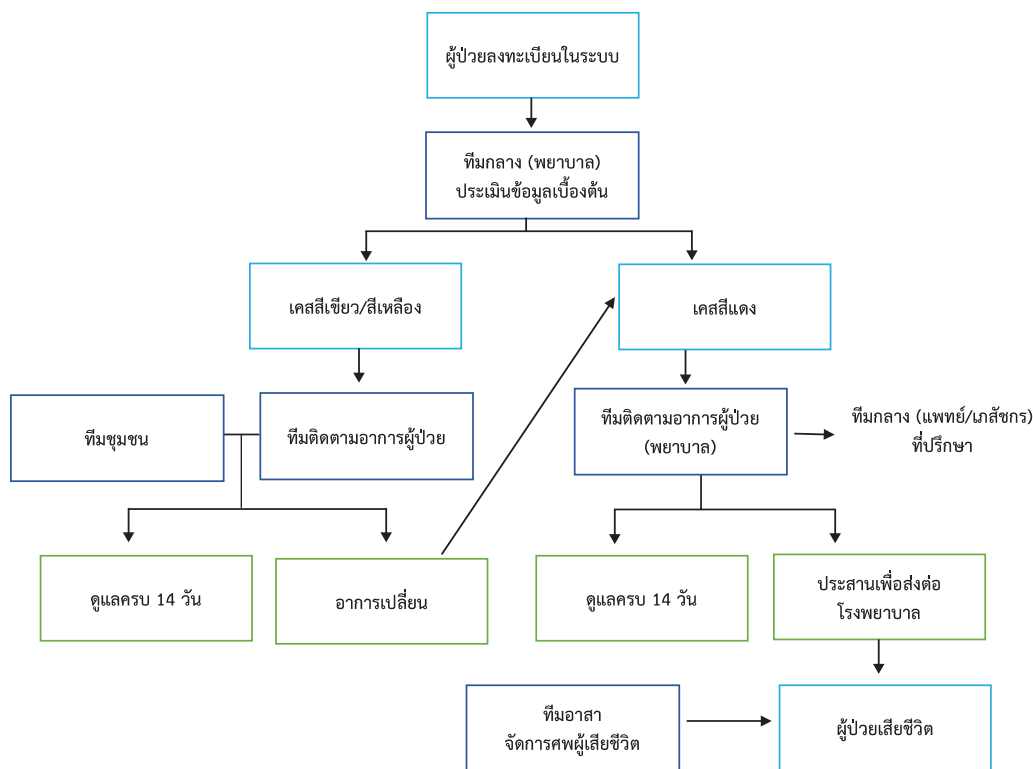 ผู้ป่วยลงทะเบียนในระบบ
ทีมกลาง (พยาบาล)
ประเมินข้อมูลเบื้องต้น
เคสสีเขียว/สีเหลือง
เคสสีแดง
ทีมชุมชน
ทีมติดตามอาการผู้ป่วย
ทีมติดตามอาการผู้ป่วย
(พยาบาล)
ทีมกลาง (แพทย์/เภสัชกร)
ที่ปรึกษา
ดูแลครบ 14 วัน
อาการเปลี่ยน
ดูแลครบ 14 วัน
ประสานเพื่อส่งต่อ
โรงพยาบาล
ทีมอาสา
จัดการศพผู้เสียชีวิต
ผู้ป่วยเสียชีวิต